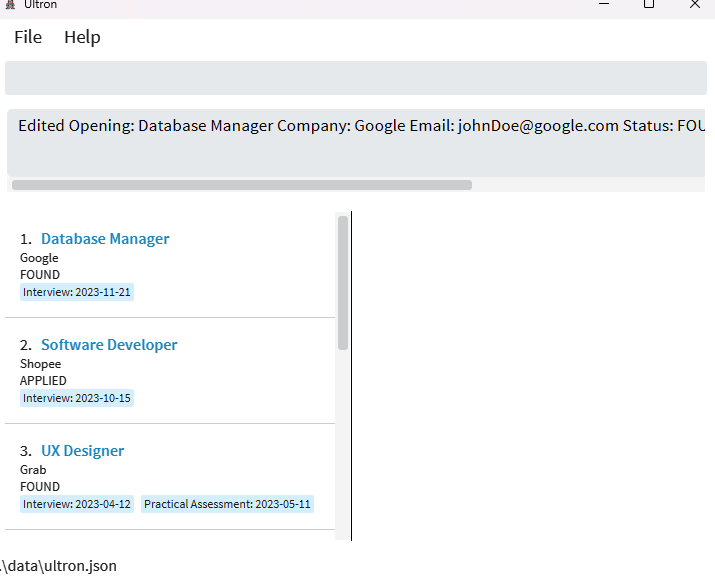 Ultron
File Help
Edited Opening: Database Manager Company: Google Email: johnDoe@google.com Status:
1. Database Manager
Google
FOUND
Interview: 2023-11-21
2. Software Developer
Shopee
APPLIED
Interview: 2023-10-15
3. UX Designer
Grab
FOUND
Interview: 2023-04-12 Practical Assessment: 2023-05-11
.\data\ultron.json